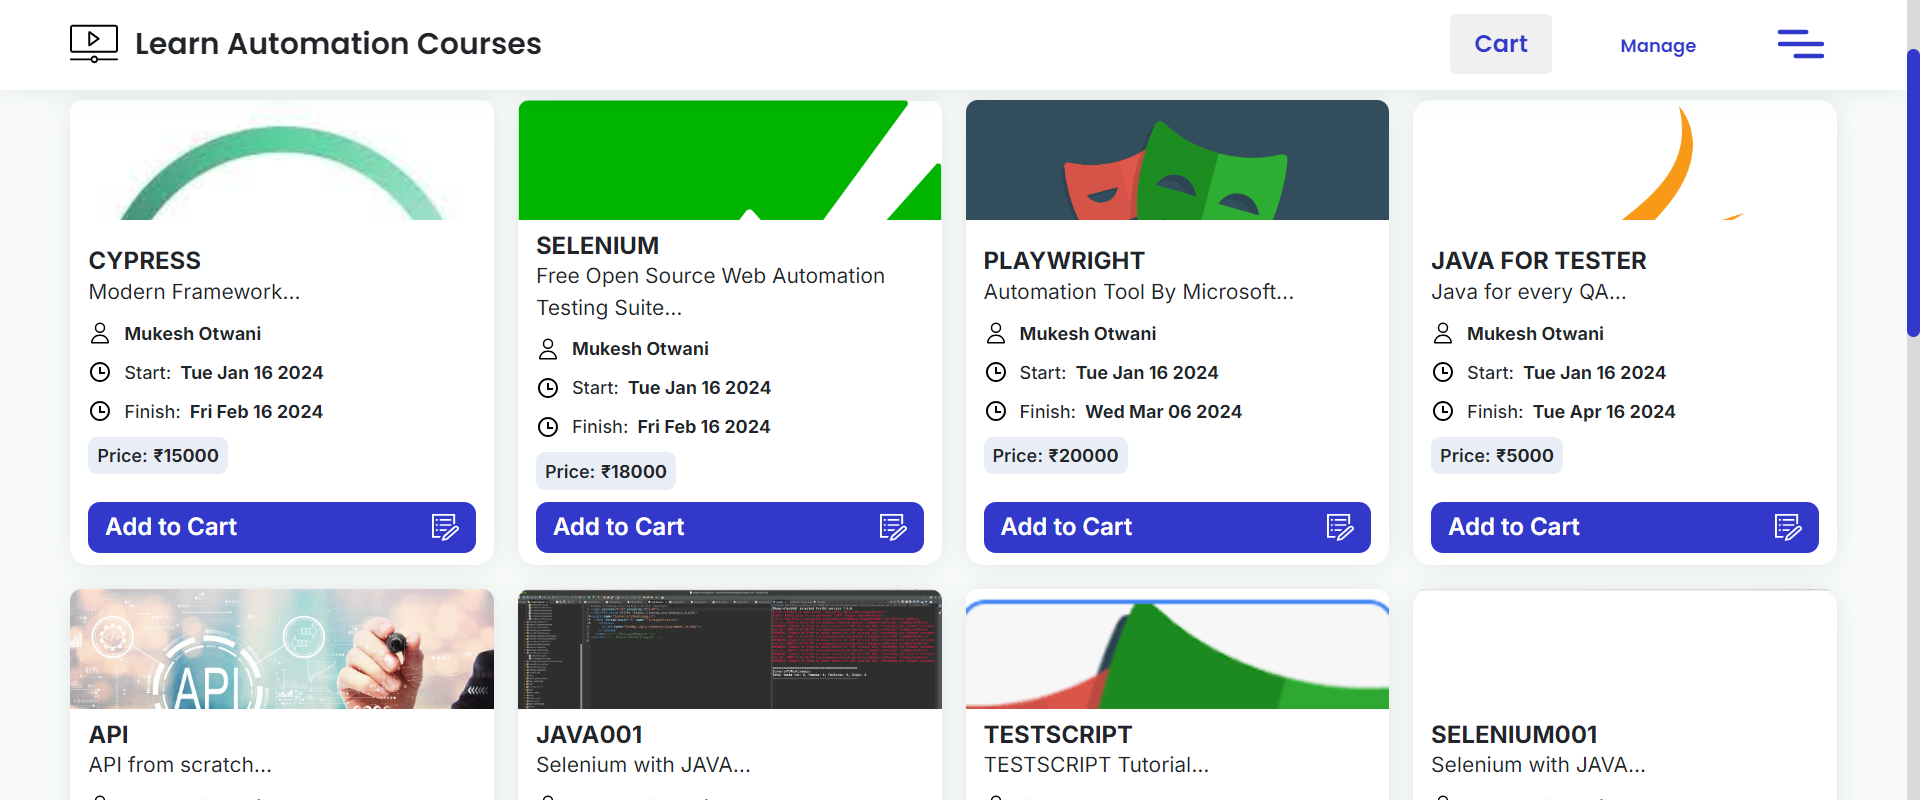 Learn Automation Courses
Cart
Manage
CYPRESS
Modern Framework...
Mukesh Otwani
Start: Tue Jan 16 2024
Finish: Fri Feb 16 2024
Price: ₹15000
Add to Cart
SELENIUM
Free Open Source Web Automation
Testing Suite...
Mukesh Otwani
Start: Tue Jan 16 2024
Finish: Fri Feb 16 2024
Price: ₹18000
Add to Cart
PLAYWRIGHT
Automation Tool By Microsoft...
Mukesh Otwani
Start: Tue Jan 16 2024
Finish: Wed Mar 06 2024
Price: ₹20000
Add to Cart
JAVA FOR TESTER
Java for every QA...
Mukesh Otwani
Start: Tue Jan 16 2024
Finish: Tue Apr 16 2024
Price: ₹5000
Add to Cart
API
API
API from scratch...
JAVA001
Selenium with JAVA...
TESTSCRIPT
TESTSCRIPT Tutorial...
SELENIUM001
Selenium with JAVA...